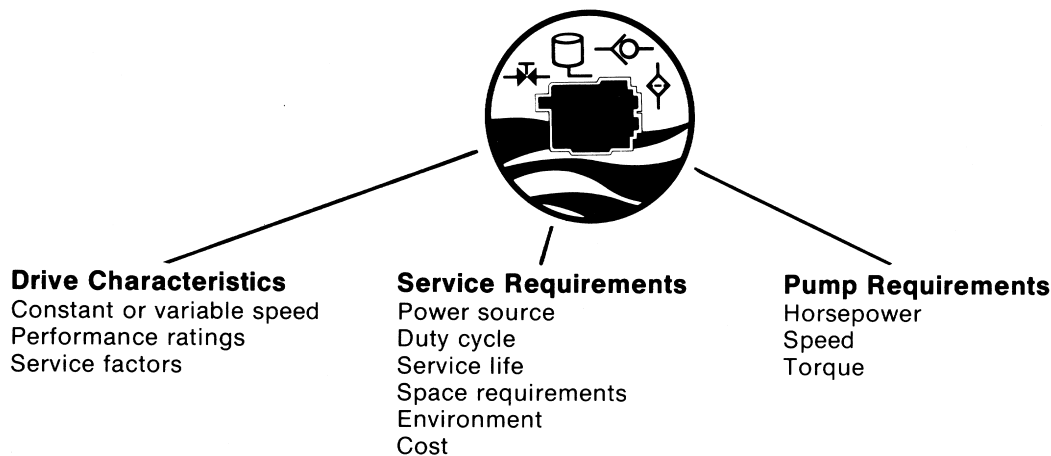 Drive Characteristics
Constant or variable speed
Performance ratings
Service factors
Service Requirements
Power source
Duty cycle
Service life
Space requirements
Environment
Cost
Pump Requirements
Horsepower
Speed
Torque